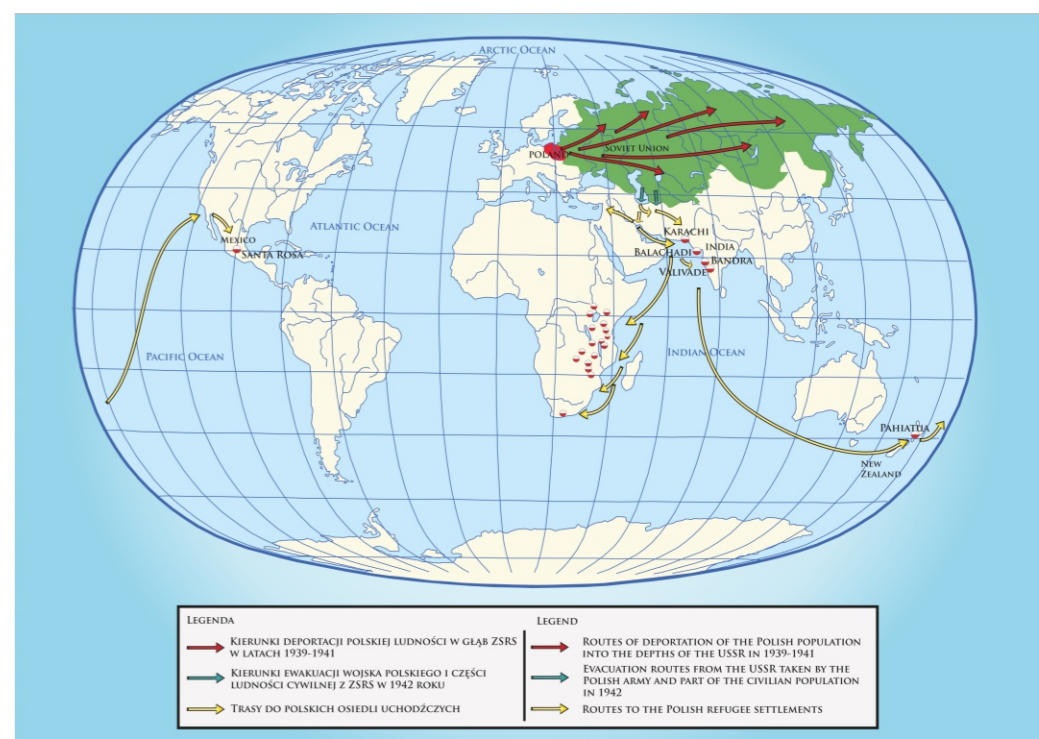 ARCTIC OCEAN
POLAND
SOVIET UNION
ATLANTIC OCEAN
MEXICO
SANTA ROSA
KARACHI
BALACHADI
INDIA
BANDRA
VALIVADE
PACIFIC OCEAN
INDIAN OCEAN
PAHIATUA
NEW
ZEALAND
LEGENDA
KIERUNKI DEPORTACJI POLSKIEJ LUDNOŚCI W GŁĄB ZSRS
W LATACH 1939-1941
KIERUNKI EWAKUACJI WOJSKA POLSKIEGO I CZĘŚCI
LUDNOŚCI CYWILNEJ Z ZSRS W 1942 ROKU
TRASY DO POLSKICH OSIEDLI UCHODŹCZYCH
LEGEND
ROUTES OF DEPORTATION OF THE POLISH POPULATION
INTO THE DEPTHS OF THE USSR IN 1939-1941
EVACUATION ROUTES FROM THE USSR TAKEN BY THE
POLISH ARMY AND PART OF THE CIVILIAN POPULATION
IN 1942
ROUTES TO THE POLISH REFUGEE SETTLEMENTS